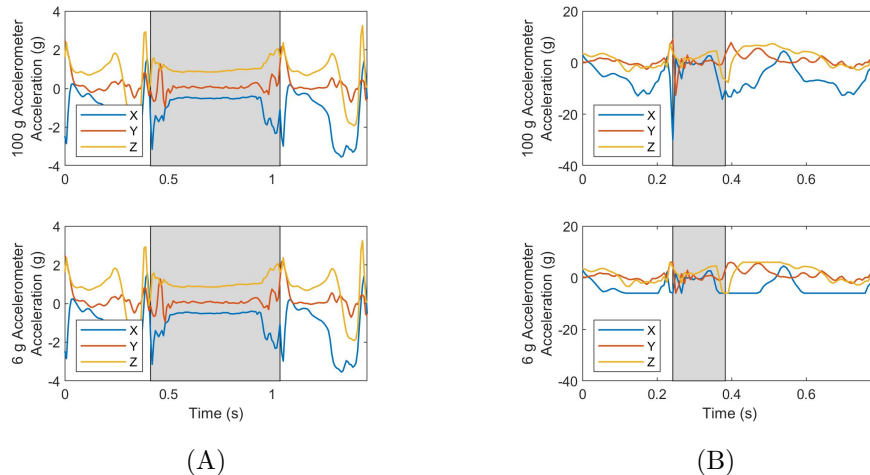 4
2
0
-2
-4
100 g Accelerometer
Acceleration (g)
X
Y
Z
0
0.5
1
20
0
-20
-40
100 g Accelerometer
Acceleration (g)
X
Y
Z
0
0.2
0.4
0.6
4
2
0
-2
-4
6 g Accelerometer
Acceleration (g)
X
Y
Z
0
0.5
1
Time (s)
20
0
-20
-40
6 g Accelerometer
Acceleration (g)
X
Y
Z
0
0.2
0.4
0.6
Time (s)
(A)
(B)